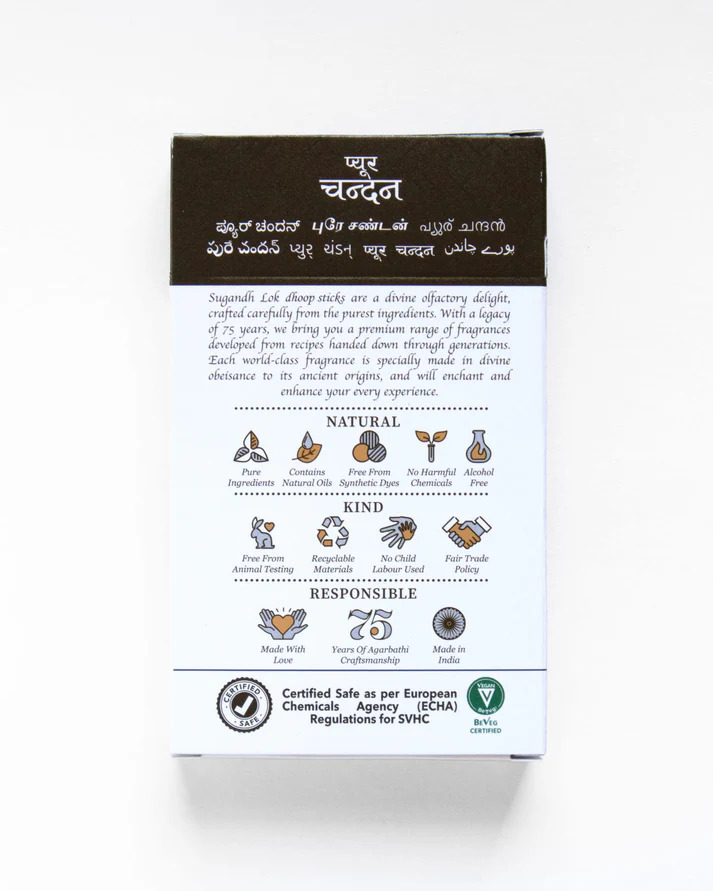 प्यूर
चन्दन
ಪ್ಯೂರ್ ಚಂದನ್ புரே சண்டன் പ്യുര് ചന്ദൻ
પ્યુર્ ચંડન્ प्यूर चन्दन
Sugandh Lok dhoop sticks are a divine olfactory delight,
crafted carefully from the purest ingredients. With a legacy
of 75 years, we bring you a premium range of fragrances
developed from recipes handed down through generations.
Each world-class fragrance is specially made in divine
obeisance to its ancient origins, and will enchant and
enhance your every experience.
NATURAL
Pure
Ingredients
Contains
Natural Oils
Free From
Synthetic Dyes
No Harmful
Chemicals
Alcohol
Free
KIND
Free From
Animal Testing
Recyclable
Materials
No Child
Labour Used
Fair Trade
Policy
RESPONSIBLE
75
Made With
Love
Years Of Agarbathi
Craftsmanship
Made in
India
CERTIFIED
SAFE
Certified Safe as per European
Chemicals Agency (ECHA)
Regulations for SVHC
VEGAN
BeVeg
BEVEG
CERTIFIED